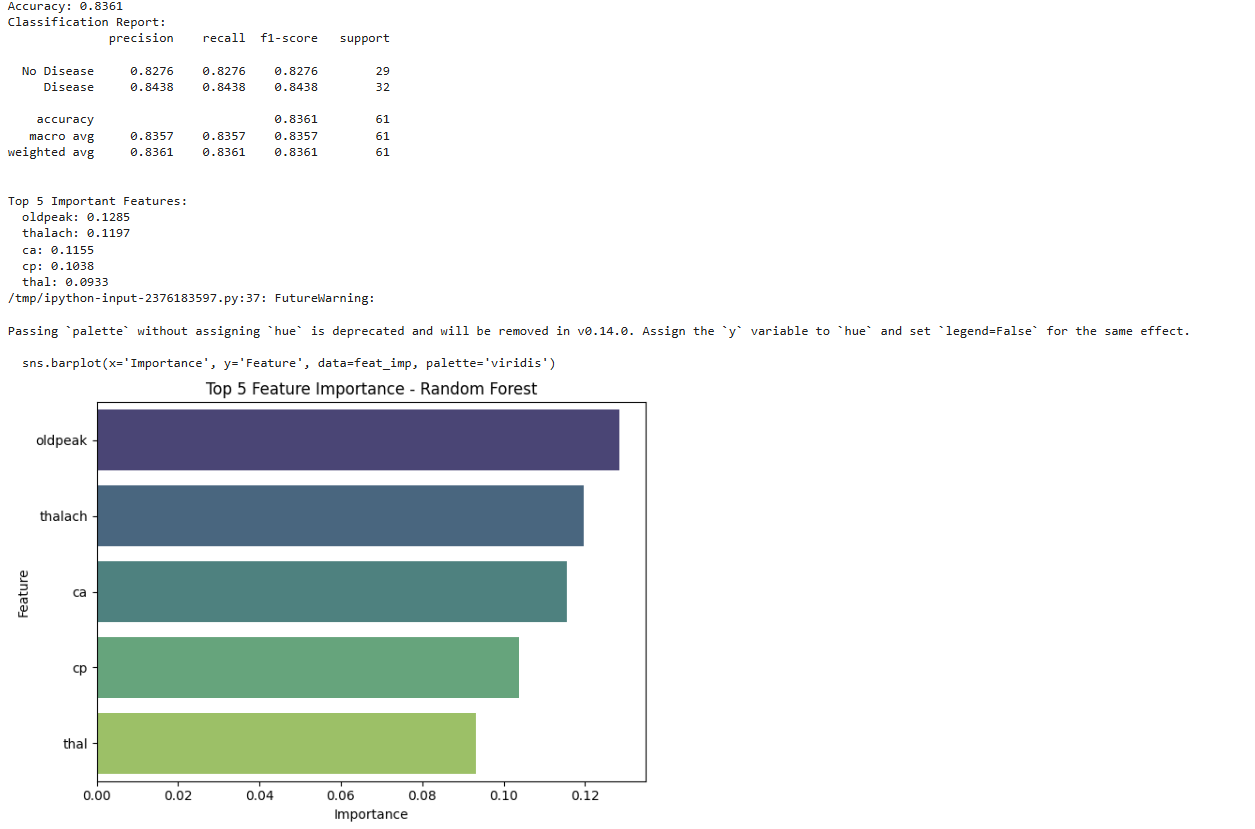 Accuracy: 0.8361
Classification Report:
precision recall f1-score support
No Disease 0.8276 0.8276 0.8276 29
Disease 0.8438 0.8438 0.8438 32
accuracy 0.8361 61
macro avg 0.8357 0.8357 0.8357 61
weighted avg 0.8361 0.8361 0.8361 61
Top 5 Important Features:
oldpeak: 0.1285
thalach: 0.1197
ca: 0.1155
cp: 0.1038
thal: 0.0933
/tmp/ipython-input-2376183597.py:37: FutureWarning:
Passing `palette` without assigning `hue` is deprecated and will be removed in v0.14.0. Assign the `y` variable to `hue` and set `legend=False` for the same effect.
sns.barplot(x='Importance', y='Feature', data=feat_imp, palette='viridis')
Top 5 Feature Importance - Random Forest
oldpeak
thalach
ca
cp
thal
Feature
0.00 0.02 0.04 0.06 0.08 0.10 0.12
Importance